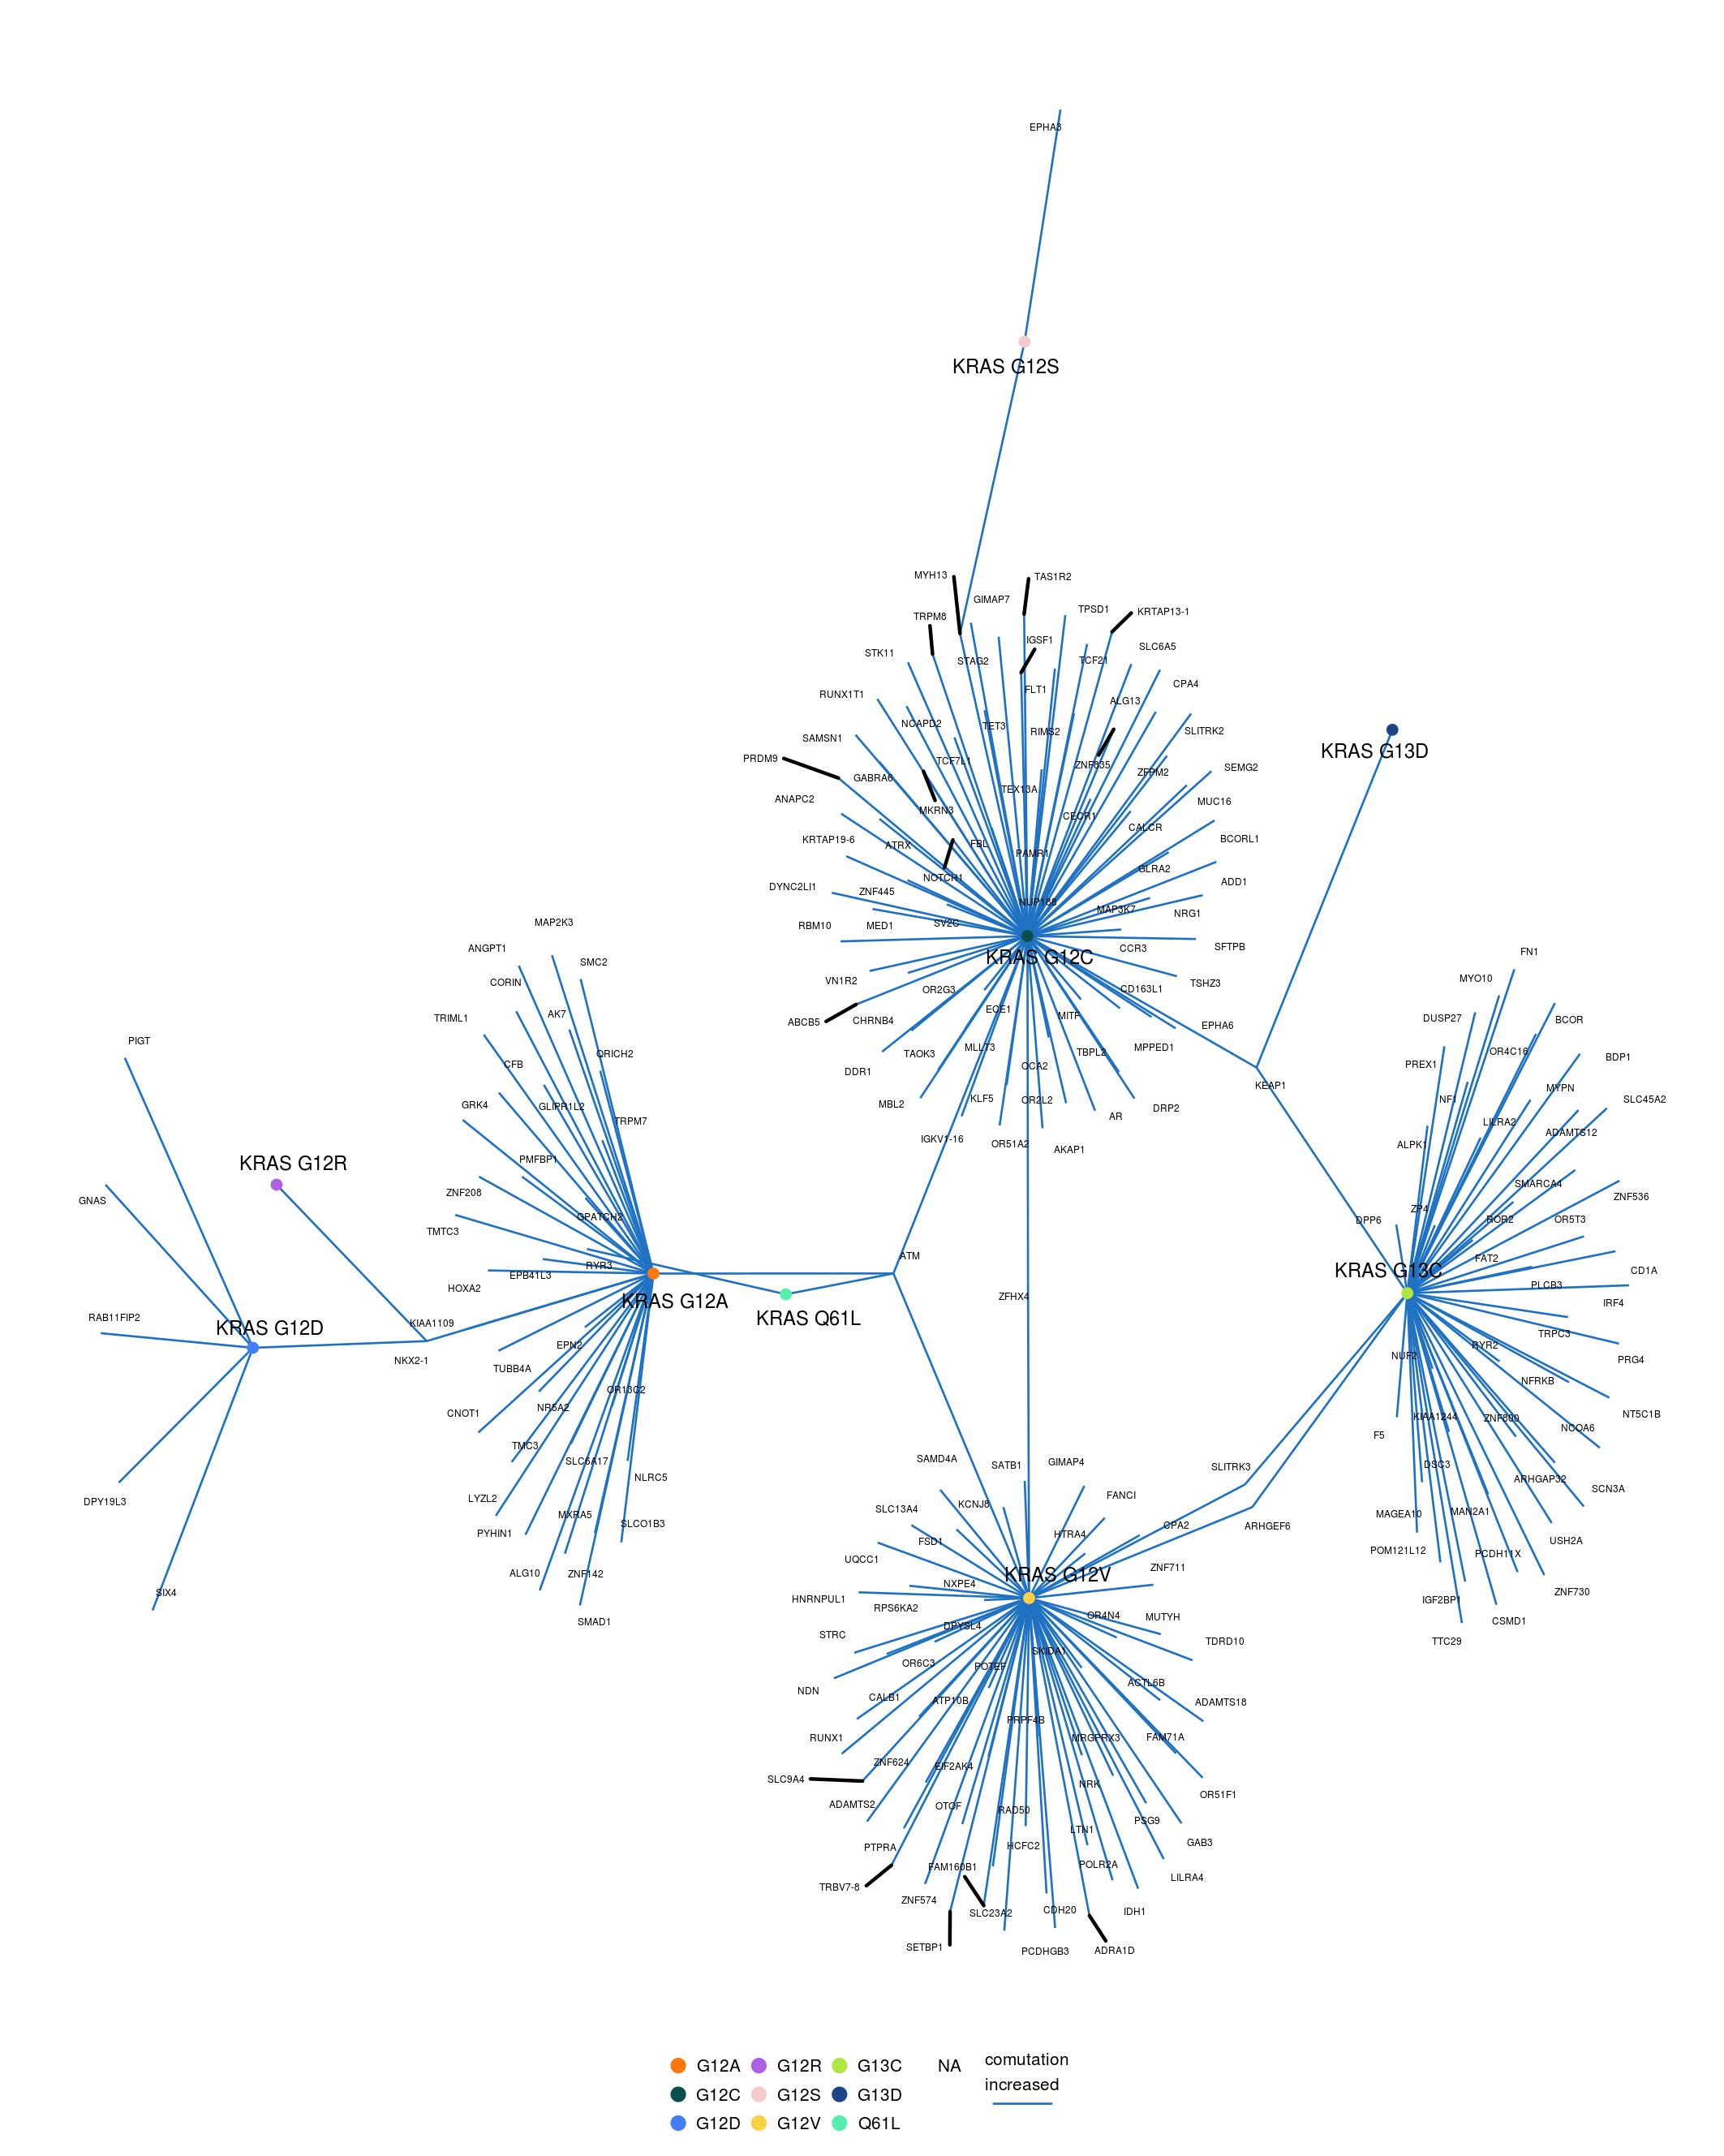 EPHA3
KRAS G12S
MYH13
TAS1R2
GIMAP7
TRPM8
TPSD1
KRTAP13-1
IGSF1
SLC6A5
STK11
STAG2
TCF21
CPA4
RUNX1T1
FLT1
ALG13
NCAPD2
TET3
RIMS2
SLITRK2
SAMSN1
KRAS G13D
PRDM9
TCF7L1
ZNF835
ZFPM2
SEMG2
GABRA6
ANAPC2
TEX13A
MUC16
MKRN3
CECR1
CALCR
KRTAP19-6
ATRX
FBL
BCORL1
PAMR1
GLRA2
DYNC2LI1
ZNF445
NOTCH1
ADD1
NUP188
MAP3K7
NRG1
MAP2K3
RBM10
MED1
SV2C
ANGPT1
SMC2
KRAS G12C
CCR3
SFTPB
FN1
CORIN
VN1R2
OR2G3
CD163L1
TSHZ3
MYO10
TRIML1
AK7
ABCB5
CHRNB4
ECE1
MITF
EPHA6
DUSP27
BCOR
PIGT
QRICH2
TAOK3
MLLT3
TBPL2
MPPED1
OR4C16
BDP1
CFB
DDR1
OCA2
PREX1
KEAP1
MYPN
GRK4
GLIPR1L2
MBL2
KLF5
OR2L2
DRP2
NF1
SLC45A2
TRPM7
AR
LILRA2
ADAMTS12
IGKV1-16
OR51A2
AKAP1
ALPK1
KRAS G12R
PMFBP1
SMARCA4
GNAS
ZNF208
ZNF536
GPATCH2
DPP6
ZP4
ROR2
OR5T3
TMTC3
ATM
FAT2
RYR3
KRAS G13C
CD1A
HOXA2
EPB41L3
PLCB3
KRAS G12A
ZFHX4
IRF4
RAB11FIP2
KRAS G12D
KIAA1109
KRAS Q61L
TRPC3
EPN2
RYR2
NKX2-1
NUF2
PRG4
TUBB4A
NFRKB
OR13C2
CNOT1
NR5A2
KIAA1244
ZNF800
NCOA6
NT5C1B
TMC3
F5
SLC6A17
SAMD4A
SATB1
GIMAP4
SLITRK3
DSC3
NLRC5
ARHGAP32
SCN3A
LYZL2
DPY19L3
SLC13A4
KCNJ8
FANCI
MXRA5
SLCO1B3
MAGEA10
MAN2A1
PYHIN1
FSD1
HTRA4
CPA2
ARHGEF6
USH2A
POM121L12
PCDH11X
UQCC1
ALG10
ZNF142
KRAS G12V
ZNF711
SIX4
NXPE4
ZNF730
HNRNPUL1
IGF2BP1
RPS6KA2
SMAD1
OR4N4
MUTYH
CSMD1
STRC
DPYSL4
TDRD10
TTC29
OR6C3
POTEF
SKIDA1
NDN
CALB1
ATP10B
ACTL6B
ADAMTS18
PRPF4B
RUNX1
MRGPRX3
FAM71A
ZNF624
EIF2AK4
SLC9A4
NRK
OR51F1
ADAMTS2
OTOF
RAD50
LTN1
PSG9
PTPRA
HCFC2
GAB3
FAM160B1
POLR2A
LILRA4
TRBV7-8
ZNF574
SLC23A2
CDH20
IDH1
SETBP1
PCDHGB3
ADRA1D
G12A
G12R
G13C
NA
comutation
increased
G12C
G12S
G13D
G12D
G12V
Q61L